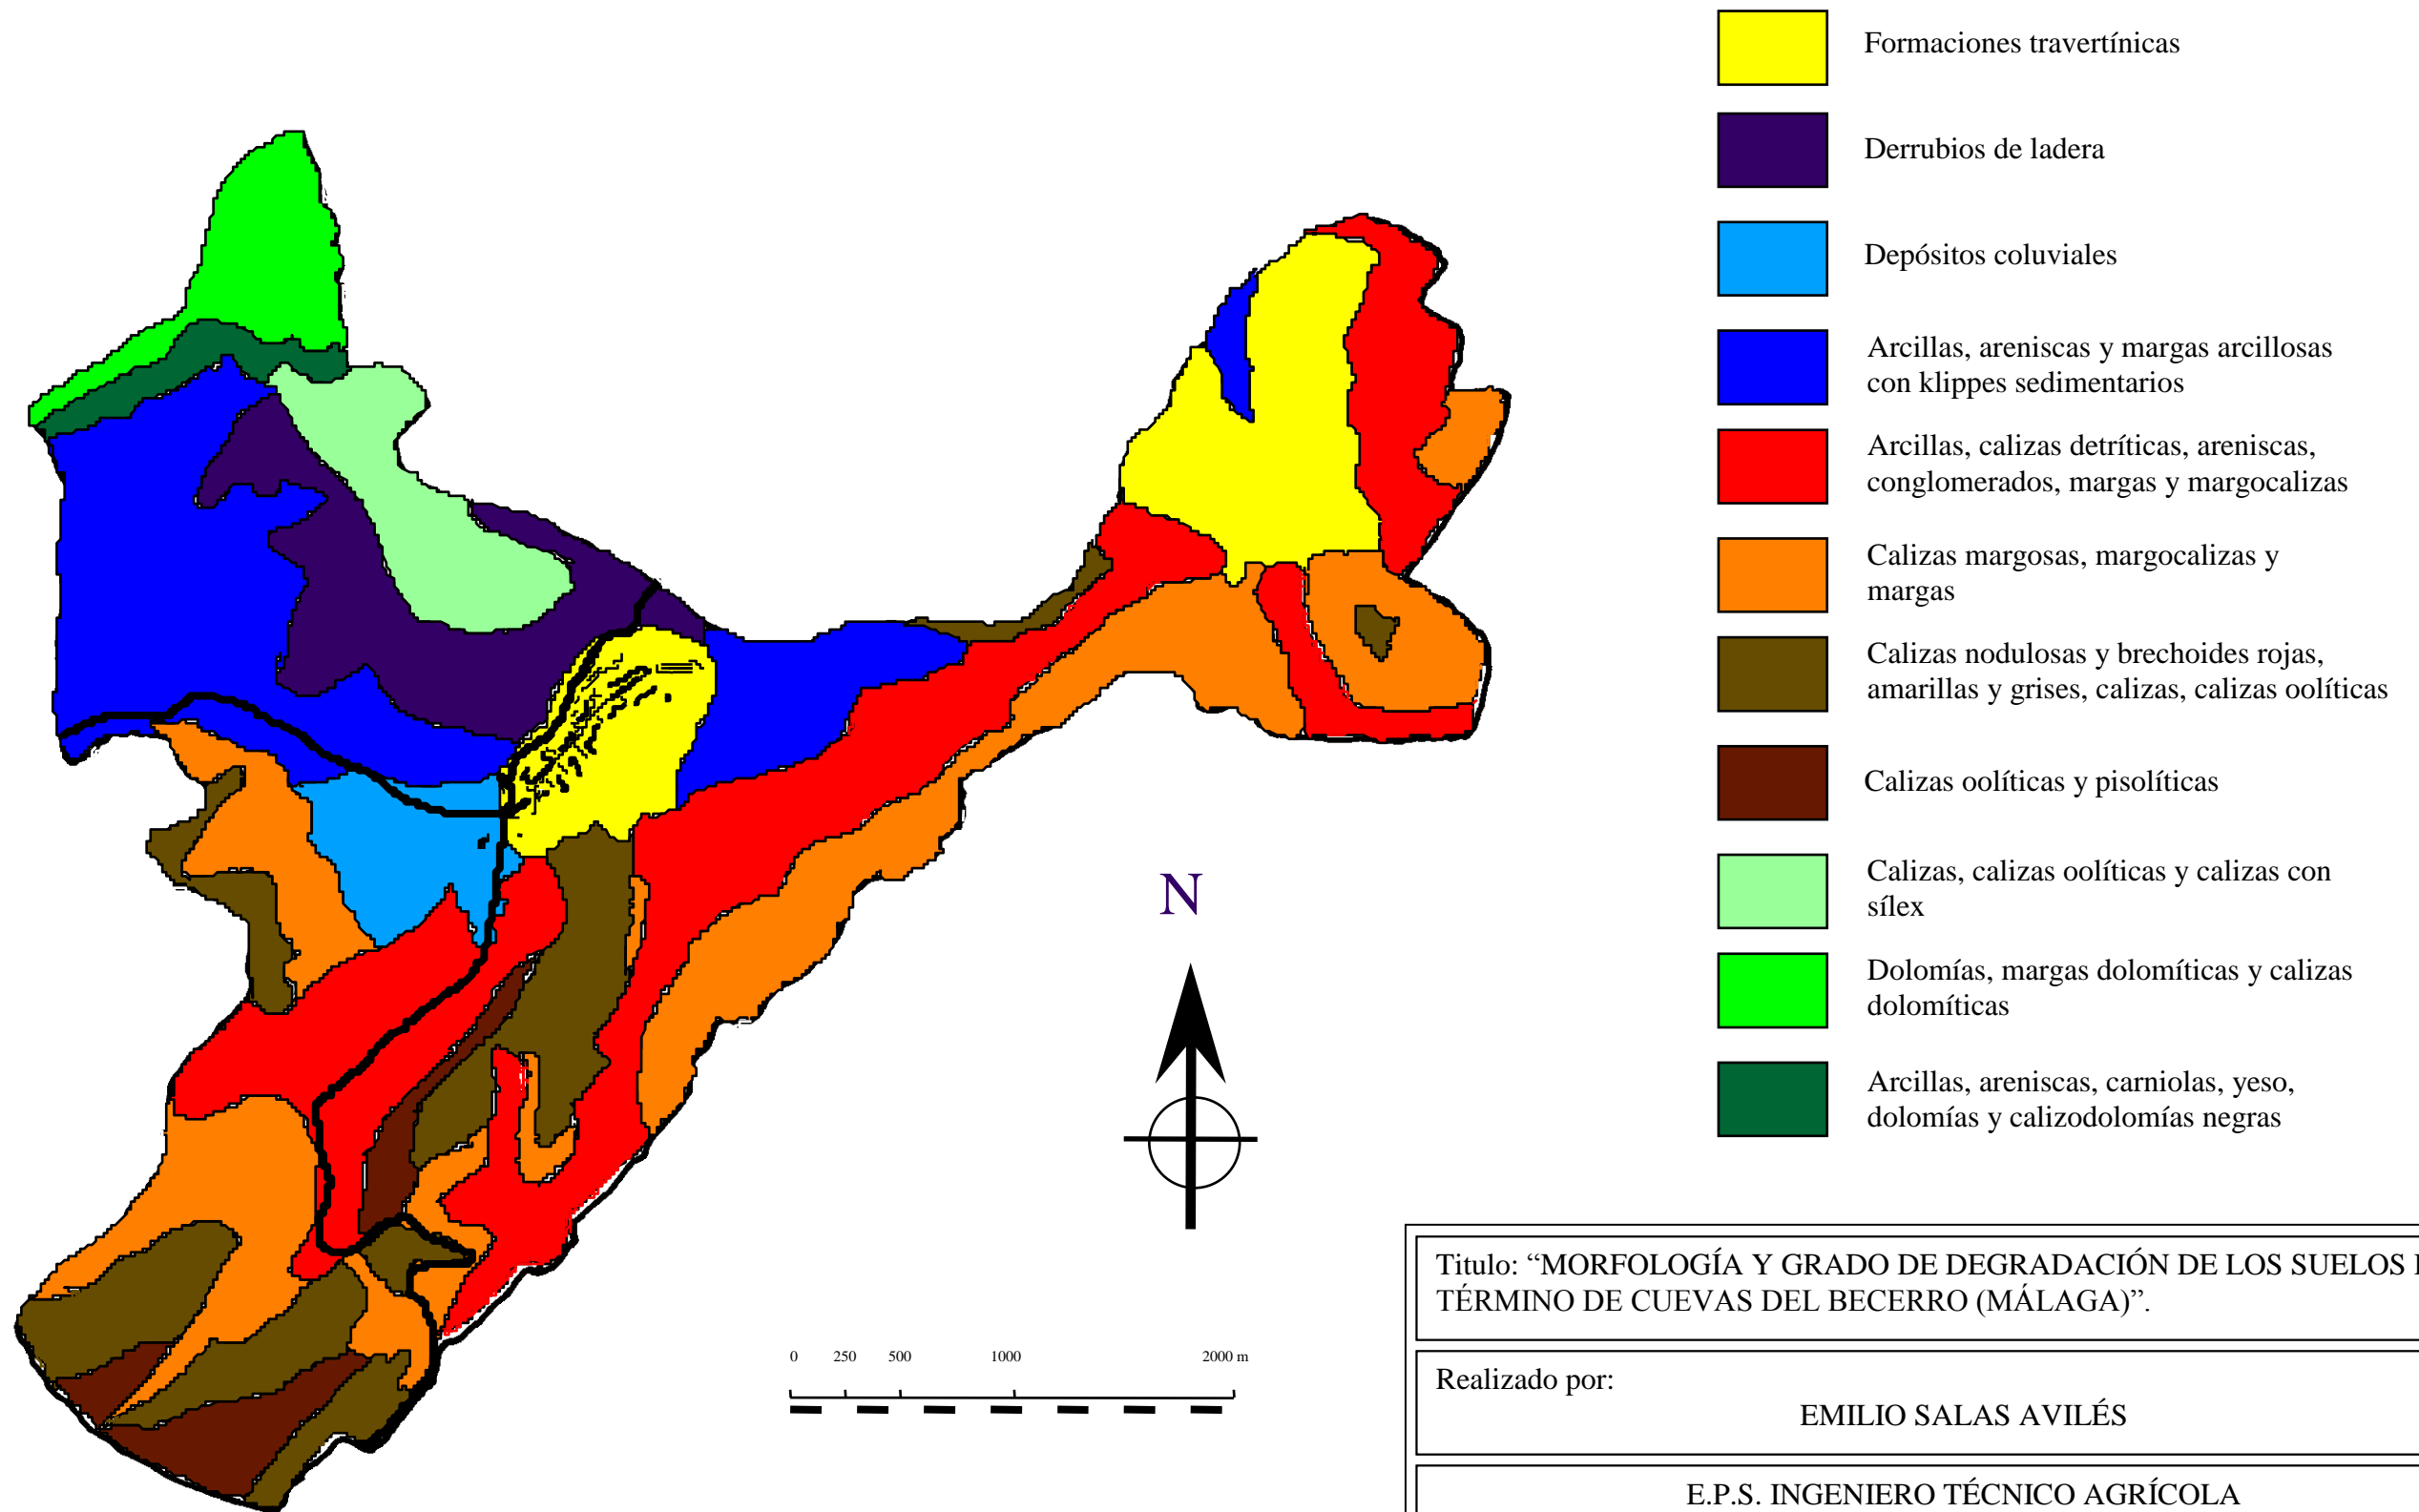 Formaciones travertínicas
Derrubios de ladera
Depósitos coluviales
Arcillas, areniscas y margas arcillosas
con klippes sedimentarios
Arcillas, calizas detríticas, areniscas,
conglomerados, margas y margocalizas
Calizas margosas, margocalizas y
margas
Calizas nodulosas y brechoides rojas,
amarillas y grises, calizas, calizas oolíticas
Calizas oolíticas y pisolíticas
Calizas, calizas oolíticas y calizas con
sílex
Dolomías, margas dolomíticas y calizas
dolomíticas
Arcillas, areniscas, carniolas, yeso,
dolomías y calizodolomías negras
N
0 250 500 1000 2000 m
Titulo: “MORFOLOGÍA Y GRADO DE DEGRADACIÓN DE LOS SUELOS
TÉRMINO DE CUEVAS DEL BECERRO (MÁLAGA)”.
Realizado por:
EMILIO SALAS AVILÉS
E.P.S. INGENIERO TÉCNICO AGRÍCOLA